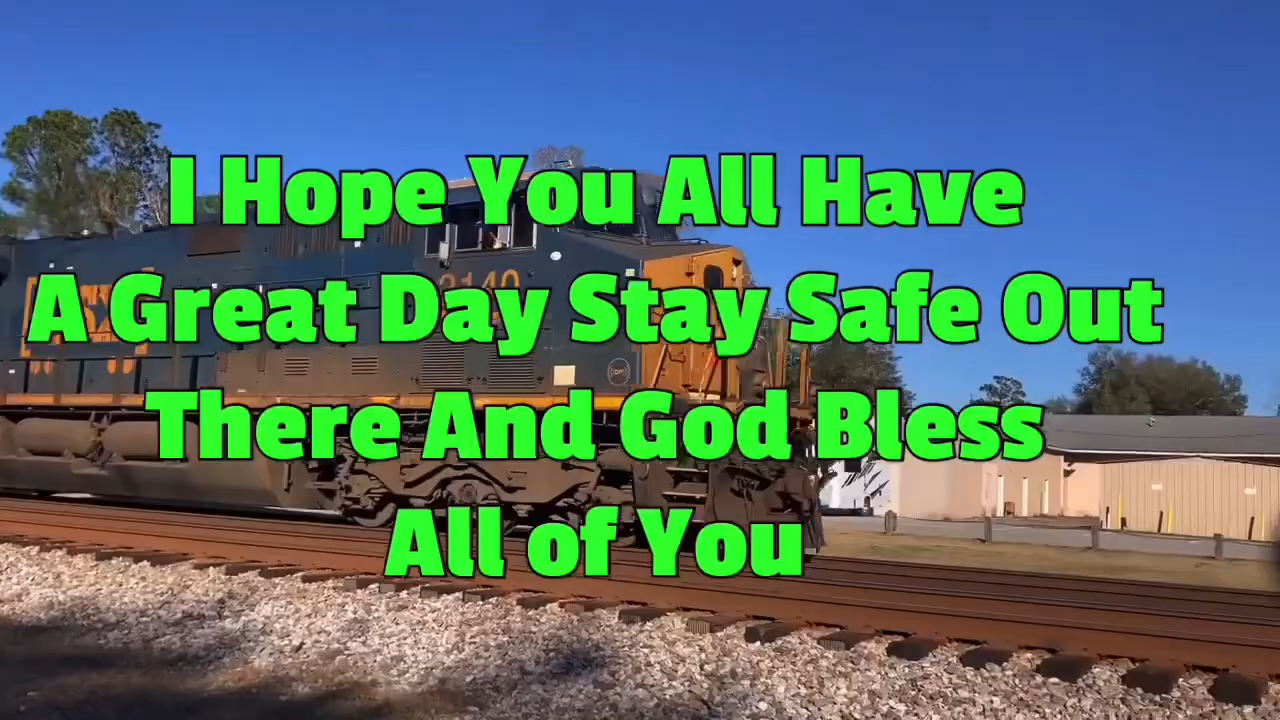 I Hope You All Have
A Great Day Stay Safe Out
There And God Bless
All of You